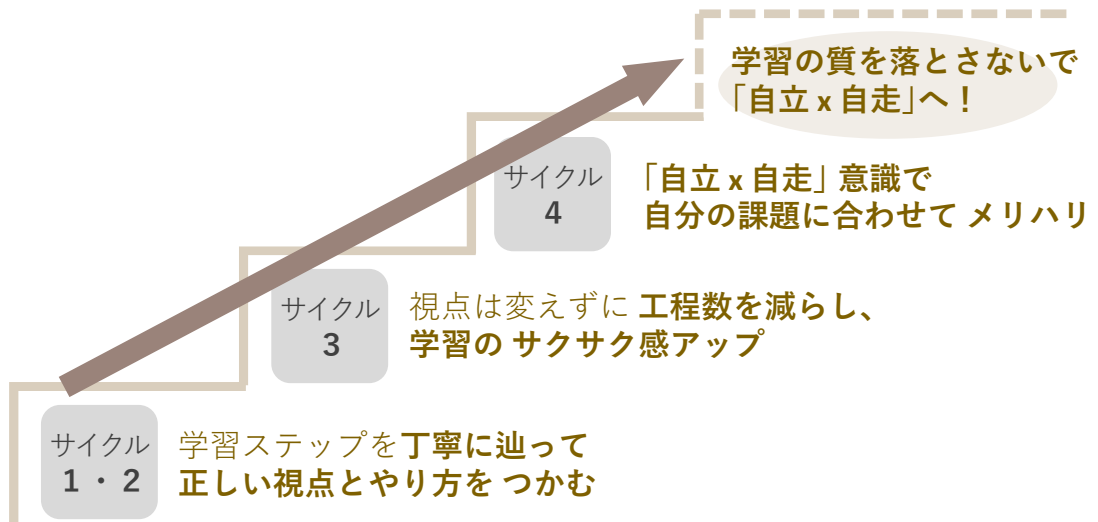 学習の質を落とさないで
「自立 x 自走」へ！
サイクル
4
「自立 x 自走」 意識で
自分の課題に合わせて メリハリ
サイクル
3
視点は変えずに 工程数を減らし、
学習の サクサク感アップ
サイクル
1・2
学習ステップを丁寧に辿って
正しい視点とやり方を つかむ